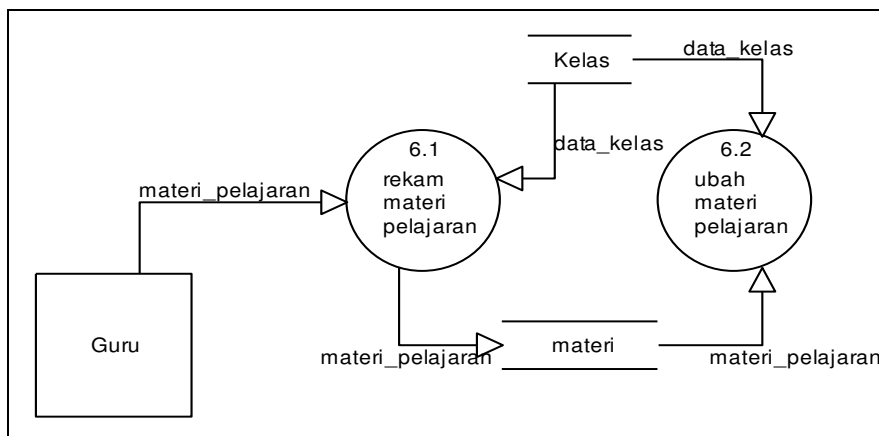 Kelas
data_kelas
data_kelas
6.1
rekam
materi
pelajaran
6.2
ubah
materi
pelajaran
materi_pelajaran
Guru
materi_pelajaran
materi
materi_pelajaran